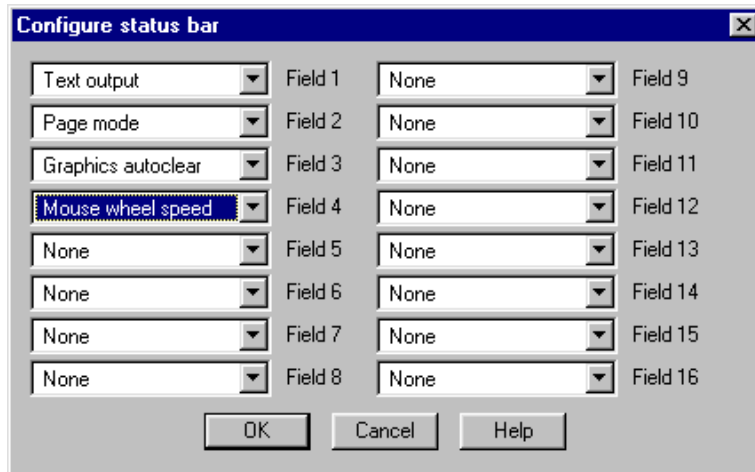 Configure status bar
Text output Field 1 None Field 9
Page mode Field 2 None Field 10
Graphics autoclear Field 3 None Field 11
Mouse wheel speed Field 4 None Field 12
None Field 5 None Field 13
None Field 6 None Field 14
None Field 7 None Field 15
None Field 8 None Field 16
OK Cancel Help